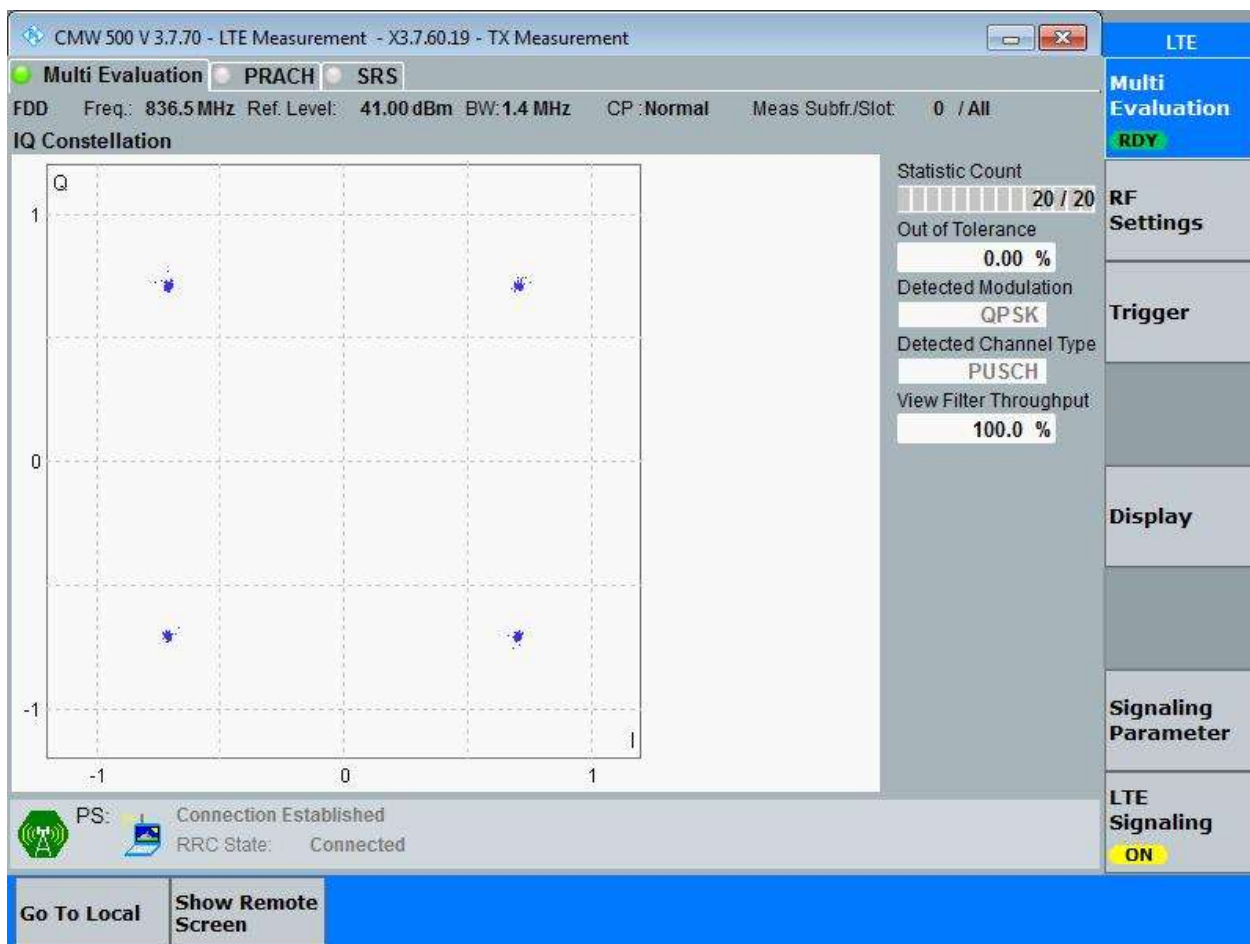 CMW 500 V 3.7.70 - LTE Measurement - X3.7.60.19 - TX Measurement
LTE
Multi Evaluation PRACH SRS
FDD Freq.: 836.5 MHz Ref. Level: 41.00 dBm BW: 1.4 MHz CP : Normal Meas Subfr./Slot: 0 / All
IQ Constellation
Q
1
0
-1
-1 0 1
I
Statistic Count
20 / 20
Out of Tolerance
0.00 %
Detected Modulation
QPSK
Detected Channel Type
PUSCH
View Filter Throughput
100.0 %
Multi
Evaluation
RDY
RF
Settings
Trigger
Display
Signaling
Parameter
LTE
Signaling
ON
PS: Connection Established
RRC State: Connected
Go To Local
Show Remote
Screen